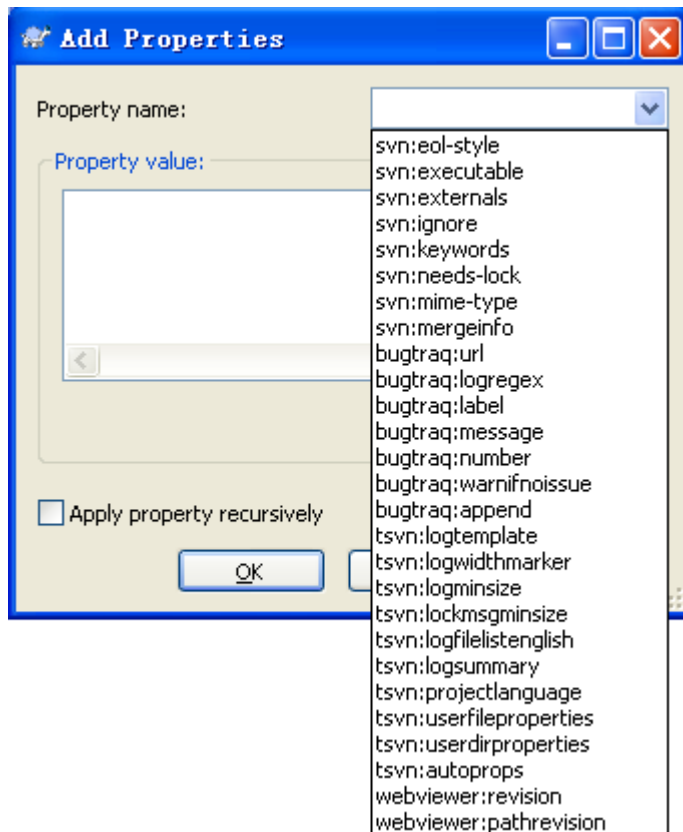 Add Properties
Property name:
Property value:
svn:eol-style
svn:executable
svn:externals
svn:ignore
svn:keywords
svn:needs-lock
svn:mime-type
svn:mergeinfo
bugtraq:url
bugtraq:logregex
bugtraq:label
bugtraq:message
bugtraq:number
bugtraq:warnifnoissue
bugtraq:append
tsvn:logtemplate
tsvn:logwidthmarker
tsvn:logminsize
tsvn:lockmsgminsize
tsvn:logfilelistenglish
tsvn:logsummary
tsvn:projectlanguage
tsvn:userfileproperties
tsvn:userdirproperties
tsvn:autoprops
webviewer:revision
webviewer:pathrevision
Apply property recursively
OK